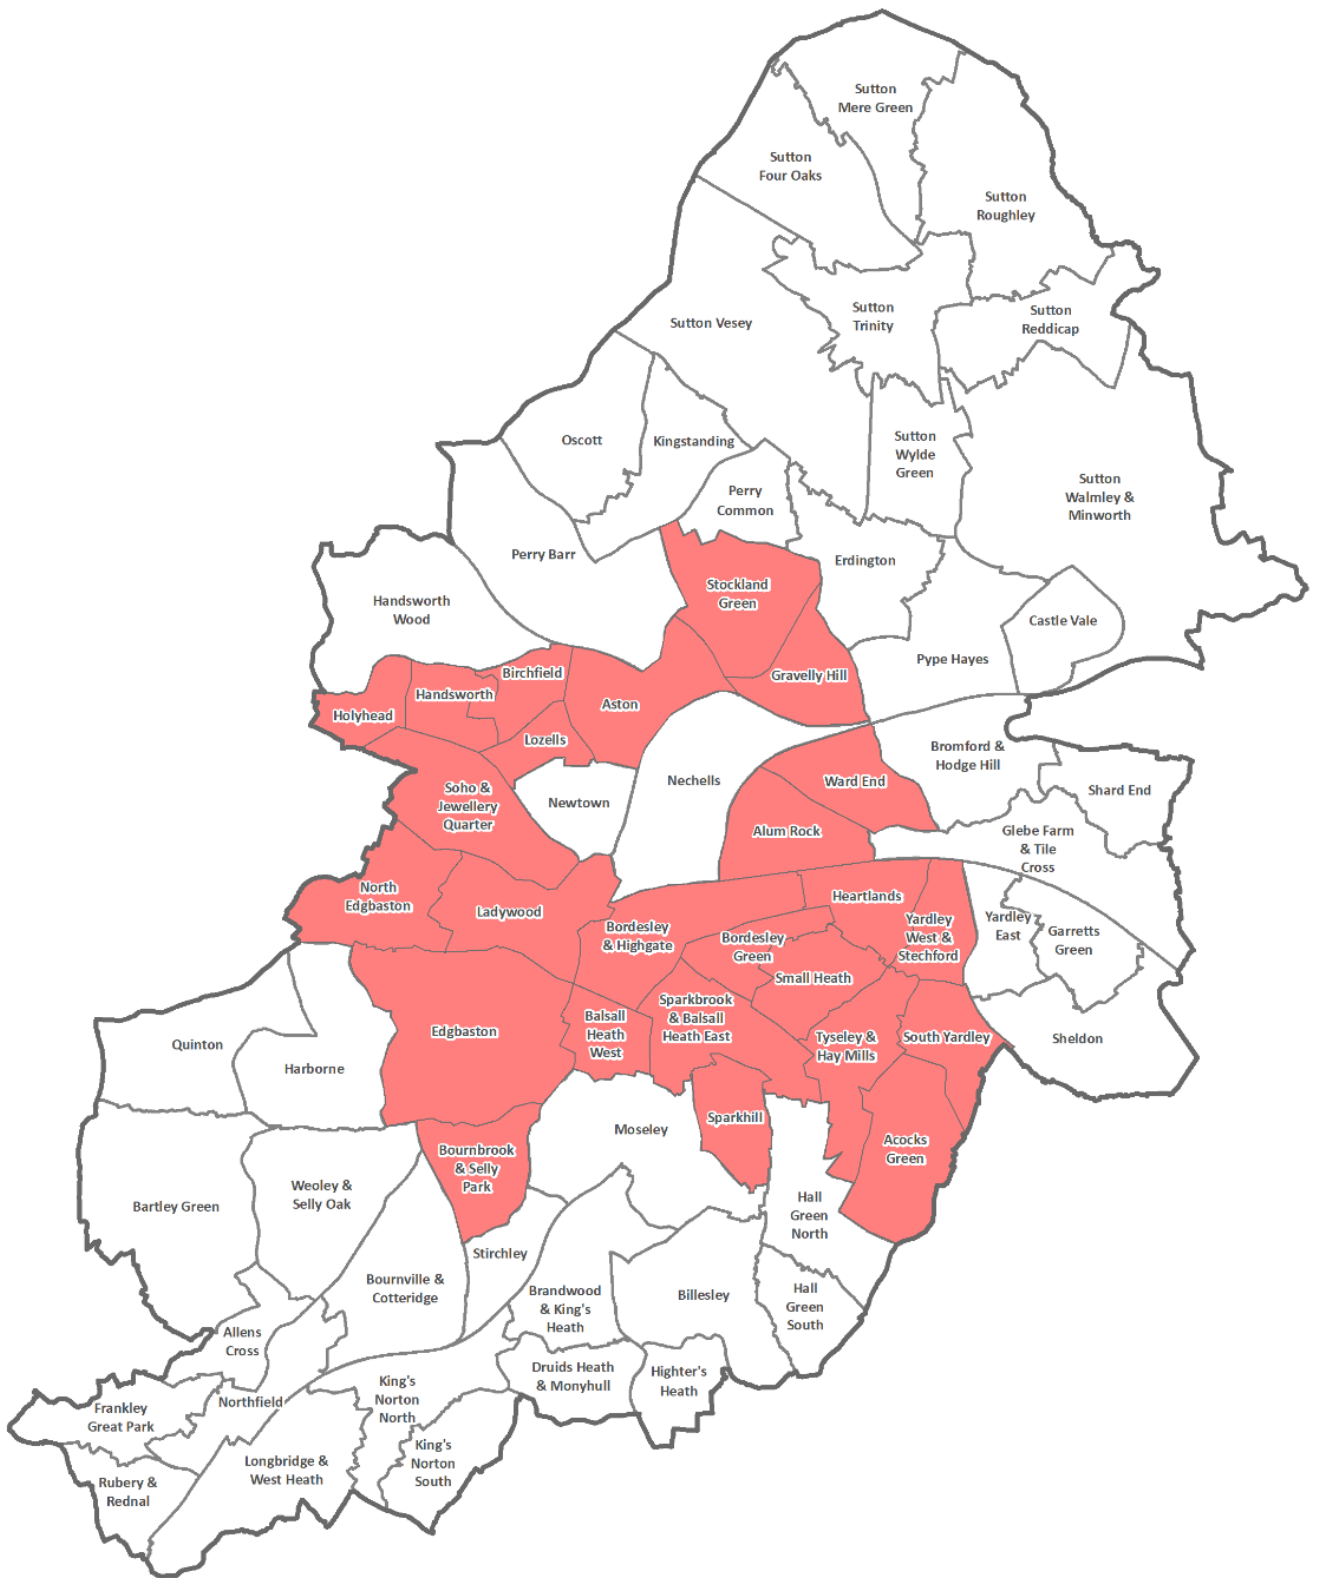 Sutton
Mere Green
Sutton
Four Oaks
Sutton
Roughley
Sutton Vesey
Sutton
Trinity
Sutton
Reddicap
Oscott
Kingstanding
Sutton
Wylde
Green
Sutton
Walmley &
Minworth
Perry
Common
Perry Barr
Erdington
Stockland
Green
Handsworth
Wood
Castle Vale
Pype Hayes
Birchfield
Gravelly Hill
Handsworth
Aston
Holyhead
Lozells
Bromford &
Hodge Hill
Nechells
Ward End
Shard End
Soho &
Jewellery
Quarter
Newtown
Alum Rock
Glebe Farm
& Tile
Cross
North
Edgbaston
Ladywood
Heartlands
Bordesley
& Highgate
Bordesley
Green
Yardley
West &
Stechford
Yardley
East
Garretts
Green
Small Heath
Edgbaston
Balsall
Heath
West
Sparkbrook
& Balsall
Heath East
Tyseley &
Hay Mills
South Yardley
Sheldon
Quinton
Harborne
Moseley
Sparkhill
Acocks
Green
Bournbrook
& Selly
Park
Bartley Green
Weoley &
Selly Oak
Hall
Green
North
Stirchley
Bournville &
Cotteridge
Brandwood
& King's
Heath
Billesley
Hall
Green
South
Allens
Cross
Druids Heath
& Monyhull
Highter's
Heath
Frankley
Great Park
Northfield
King's
Norton
North
King's
Norton
South
Longbridge &
West Heath
Rubery &
Rednal